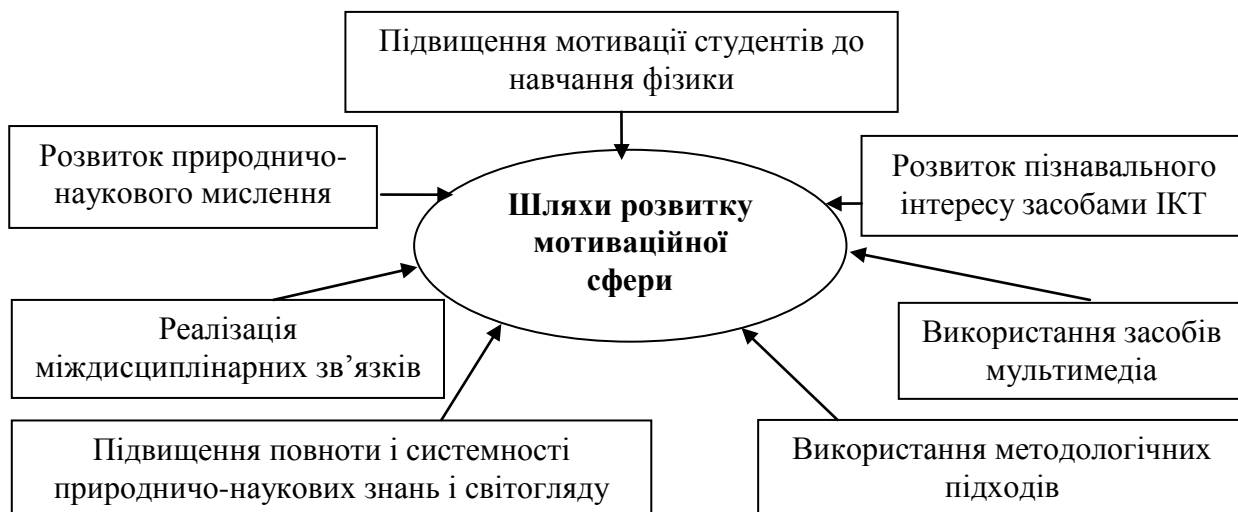 Підвищення мотивації студентів до
навчання фізики
Розвиток природничо-
наукового мислення
Розвиток пізнавального
інтересу засобами ІКТ
Шляхи розвитку
мотиваційної
сфери
Реалізація
міждисциплінарних зв’язків
Використання засобів
мультимедіа
Підвищення повноти і системності
природничо-наукових знань і світогляду
Використання методологічних
підходів